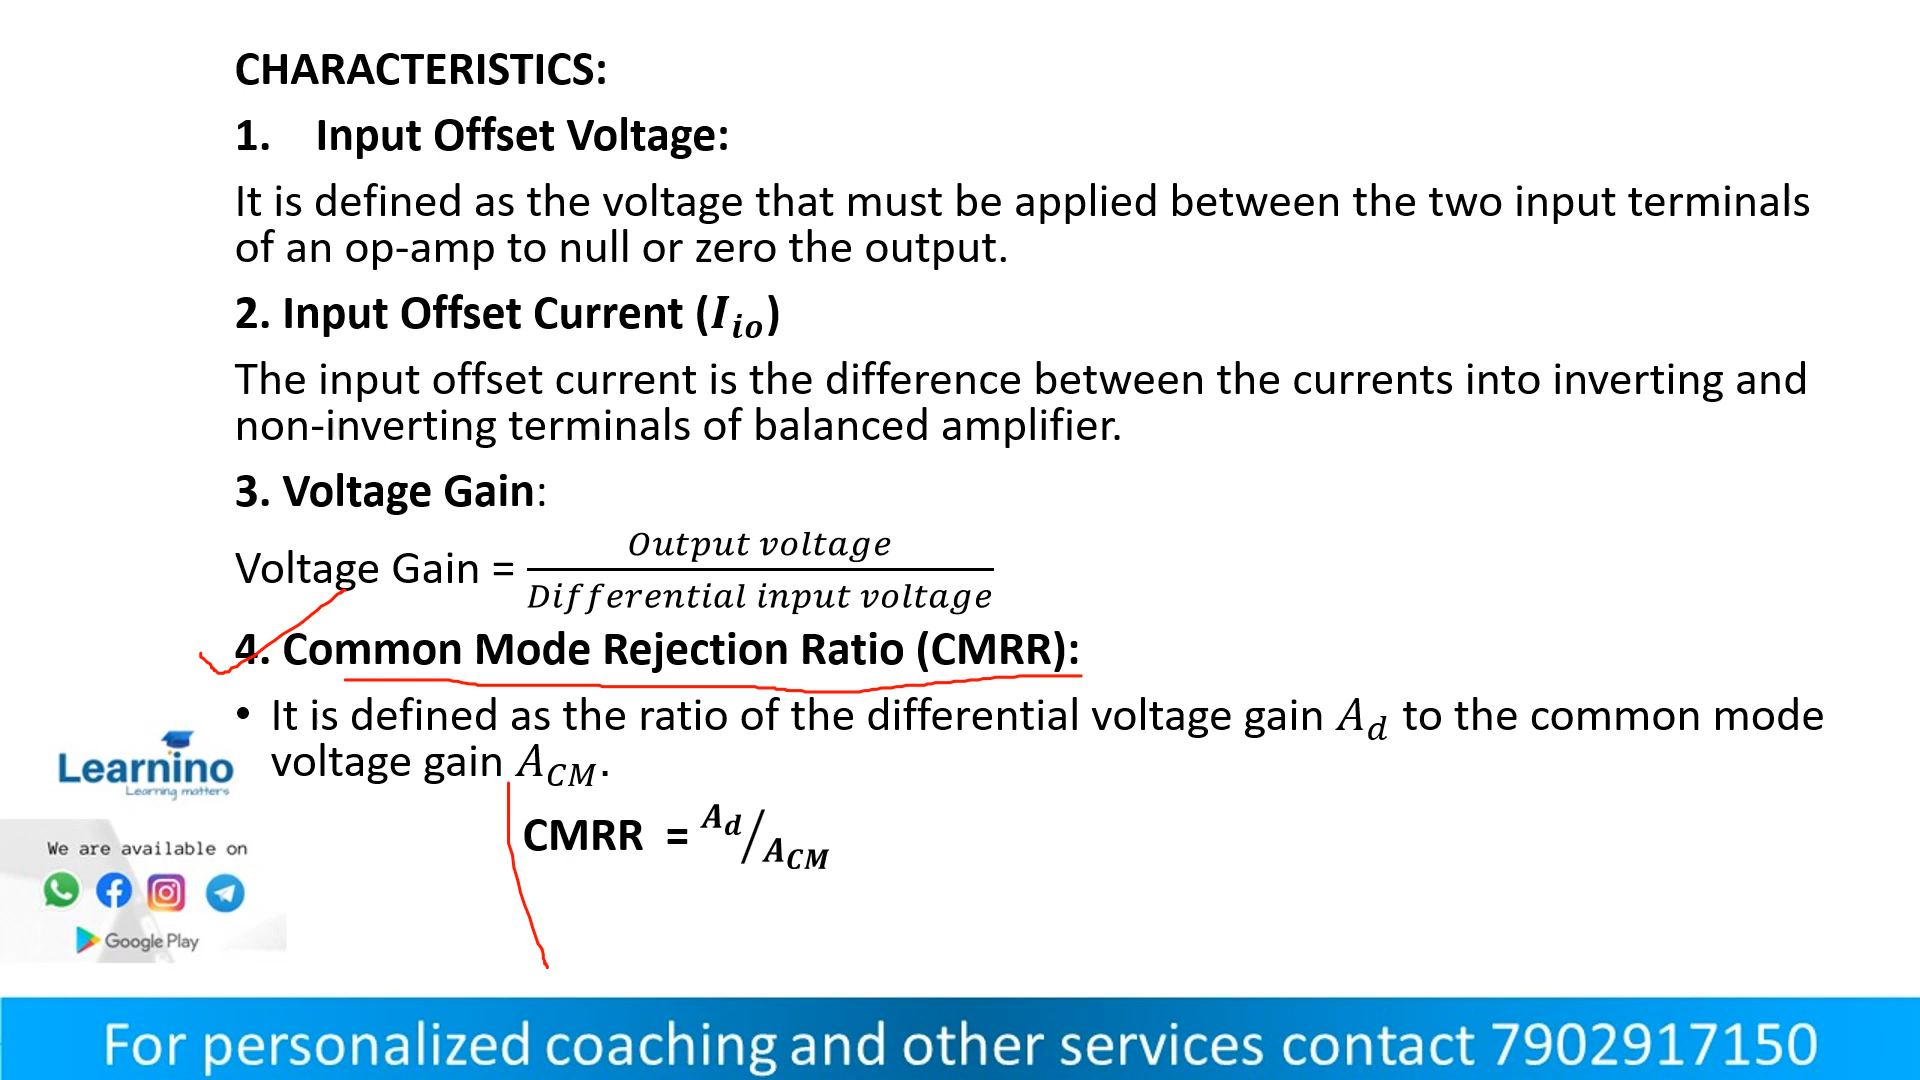 CHARACTERISTICS:
1. Input Offset Voltage:
It is defined as the voltage that must be applied between the two input terminals
of an op-amp to null or zero the output.
2. Input Offset Current (I_io)
The input offset current is the difference between the currents into inverting and
non-inverting terminals of balanced amplifier.
3. Voltage Gain:
Voltage Gain = Output voltage / Differential input voltage
4. Common Mode Rejection Ratio (CMRR):
• It is defined as the ratio of the differential voltage gain A_d to the common mode
voltage gain A_CM.
CMRR = A_d/A_CM
Learnino
Learning matters
We are available on
Google Play
For personalized coaching and other services contact 7902917150